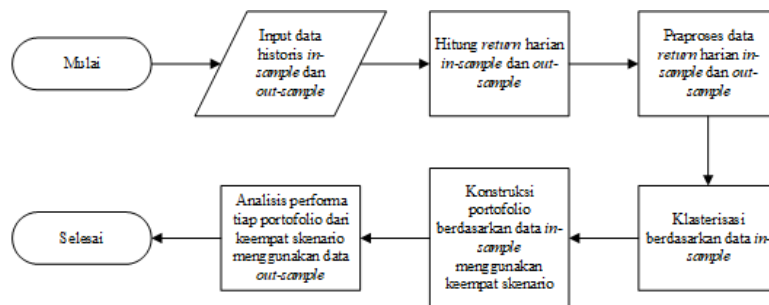 Mulai
Input data
historis in-
sample dan
out-sample
Hitung return harian
in-sample dan out-
sample
Praproses data
return harian in-
sample dan out-
sample
Klasterisasi
berdasarkan data in-
sample
Konstruksi
portofolio
berdasarkan data in-
sample
menggunakan
keempat skenario
Analisis performa
tiap portofolio dari
keempat skenario
menggunakan data
out-sample
Selesai